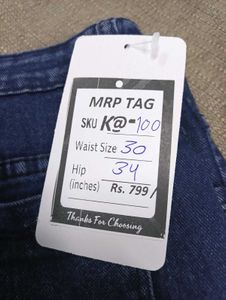 MRP TAG
SKU K@-100
Waist Size 30
Hip 34
(inches) Rs. 799/
Thanks For Choosing